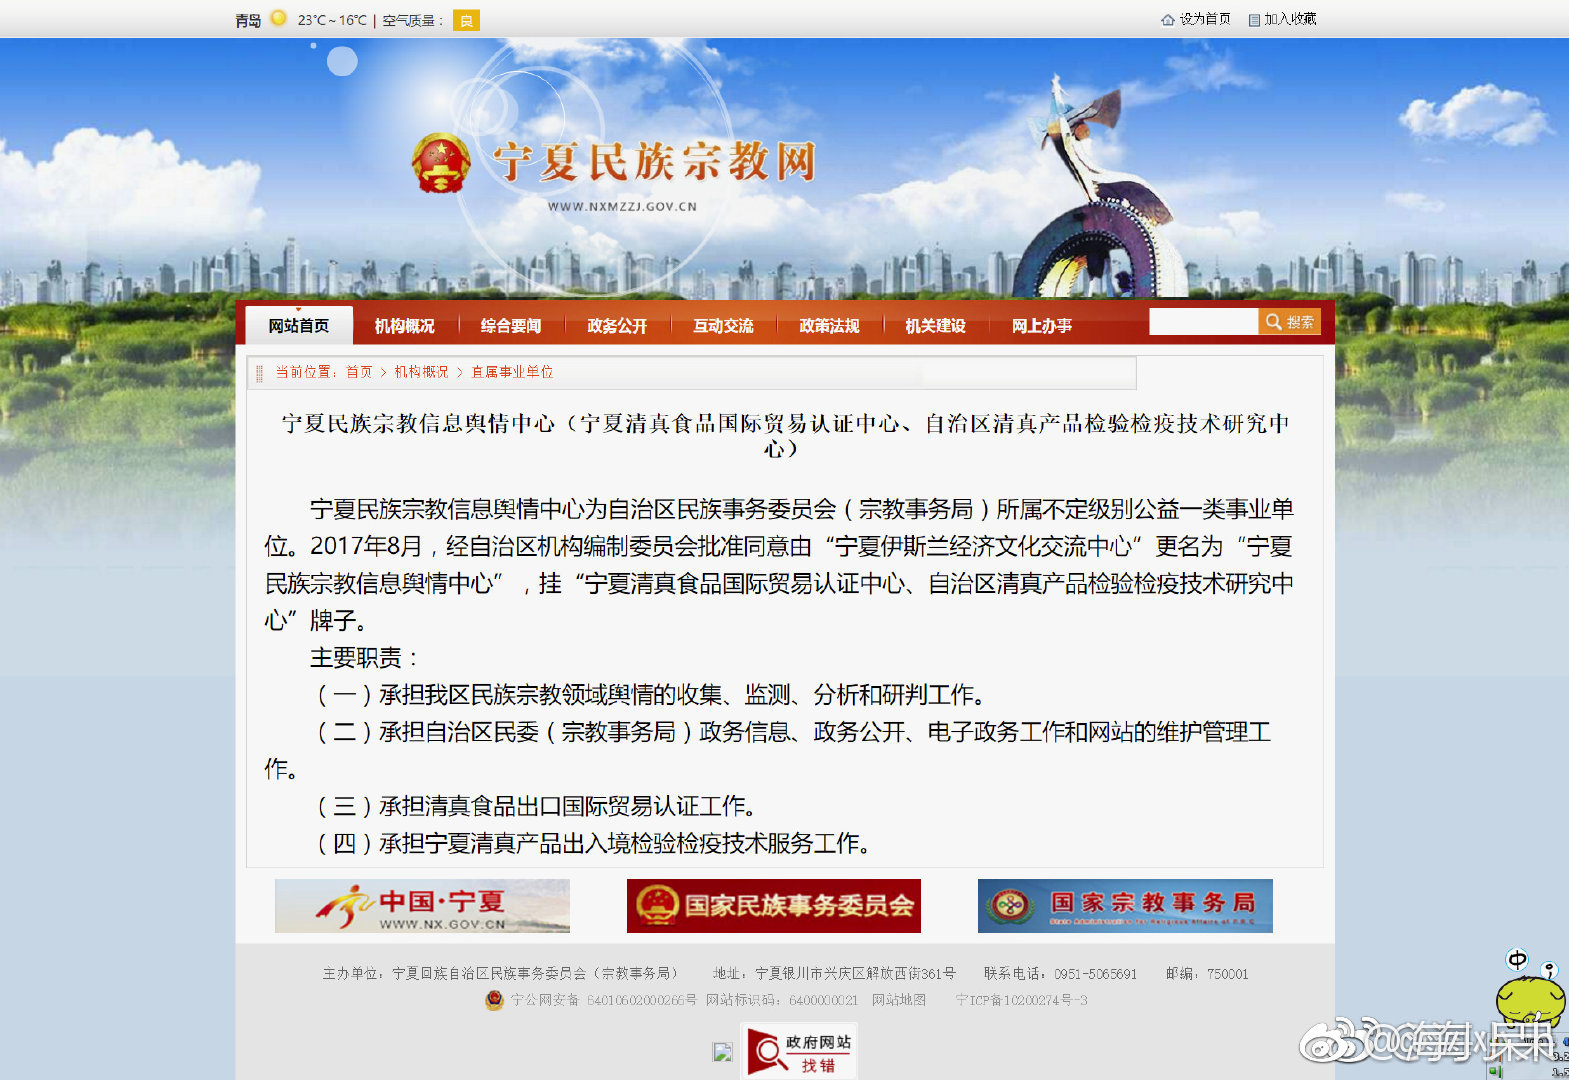 青岛 23℃～16℃ | 空气质量： 良 设为首页 加入收藏
宁夏民族宗教网
WWW.NXMZZJ.GOV.CN
网站首页 机构概况 综合要闻 政务公开 互动交流 政策法规 机关建设 网上办事 搜索
当前位置：首页 > 机构概况 > 直属事业单位
宁夏民族宗教信息舆情中心（宁夏清真食品国际贸易认证中心、自治区清真产品检验检疫技术研究中
心）
宁夏民族宗教信息舆情中心为自治区民族事务委员会（宗教事务局）所属不定级别公益一类事业单
位。2017年8月，经自治区机构编制委员会批准同意由“宁夏伊斯兰经济文化交流中心”更名为“宁夏
民族宗教信息舆情中心”，挂“宁夏清真食品国际贸易认证中心、自治区清真产品检验检疫技术研究中
心”牌子。
主要职责：
（一）承担我区民族宗教领域舆情的收集、监测、分析和研判工作。
（二）承担自治区民委（宗教事务局）政务信息、政务公开、电子政务工作和网站的维护管理工
作。
（三）承担清真食品出口国际贸易认证工作。
（四）承担宁夏清真产品出入境检验检疫技术服务工作。
中国·宁夏 国家民族事务委员会 国家宗教事务局
WWW.NX.GOV.CN State Administration for Religious Affairs of P.R.C
主办单位：宁夏回族自治区民族事务委员会（宗教事务局） 地址：宁夏银川市兴庆区解放西街361号 联系电话：0951-5065691 邮编：750001
宁公网安备 64010602000266号 网站标识码：6400000021 网站地图 宁ICP备10200274号-3
政府网站
找错
中